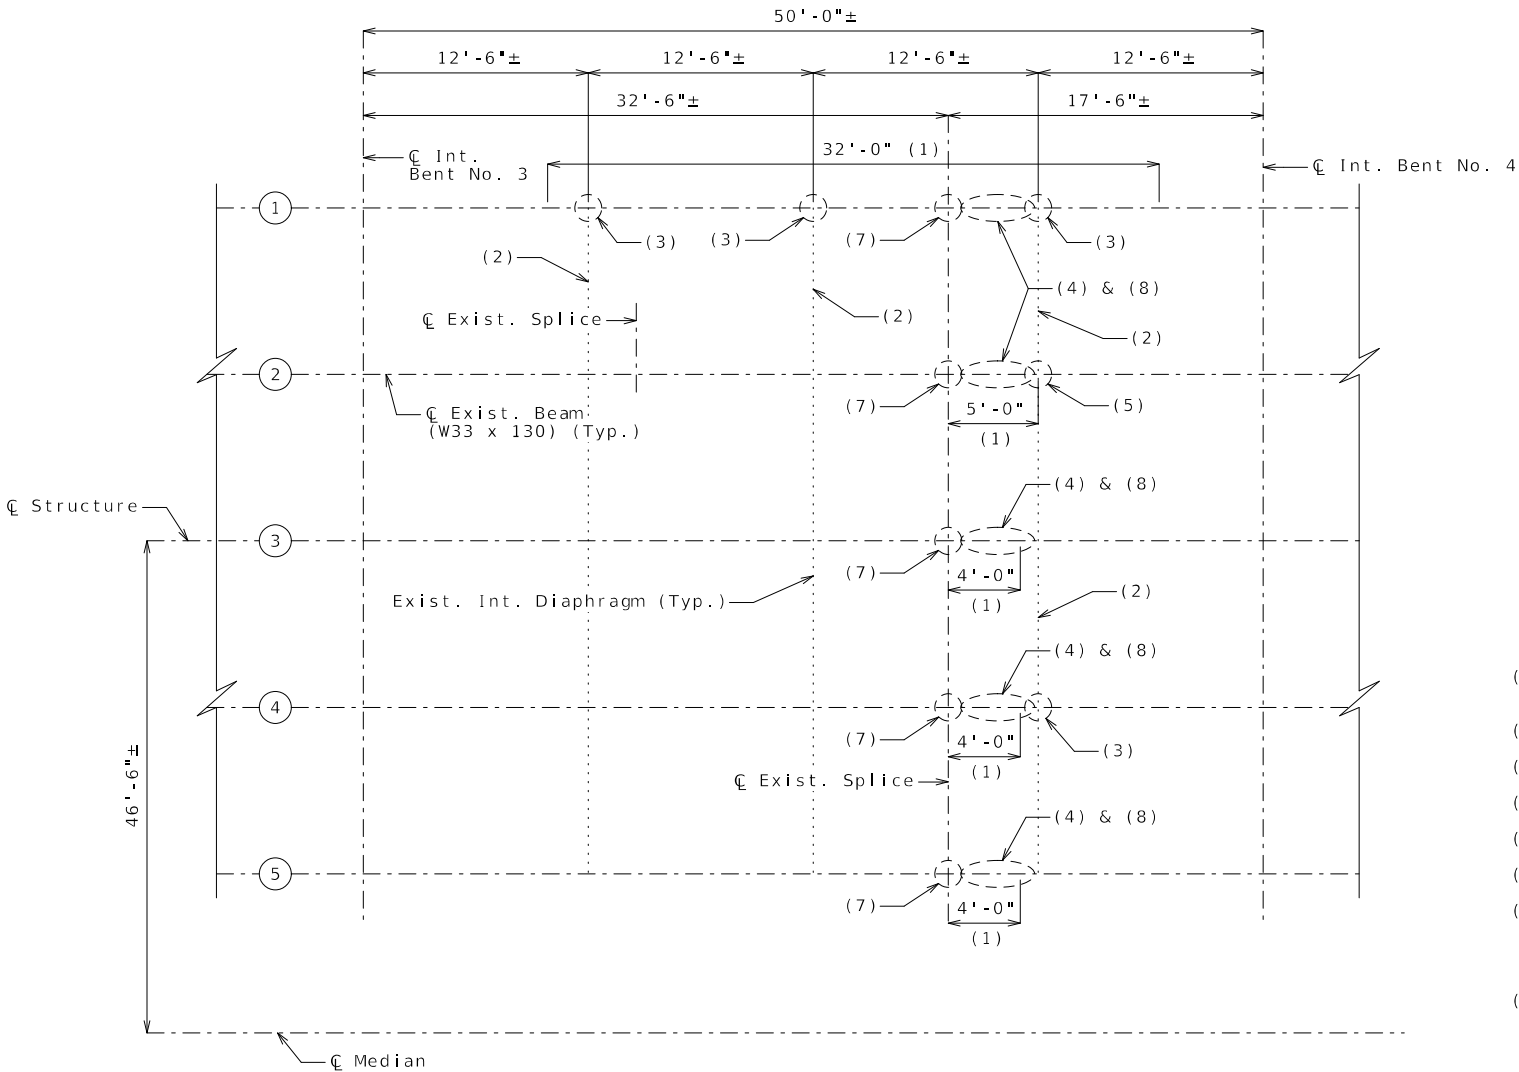 50'-0"±
12'-6"± 12'-6"± 12'-6"± 12'-6"±
32'-6"± 17'-6"±
32'-0" (1)
℄ Int.
Bent No. 3
℄ Int. Bent No. 4
1
(3) (3) (7) (3)
(2)
(4) & (8)
℄ Exist. Splice
(2)
(2)
2
(7)
5'-0"
(1)
(5)
℄ Exist. Beam
(W33 x 130) (Typ.)
(4) & (8)
℄ Structure
3
(7)
4'-0"
(1)
Exist. Int. Diaphragm (Typ.)
(2)
(4) & (8)
4
(7)
4'-0"
(1)
(3)
46'-6"±
℄ Exist. Splice
(4) & (8)
5
(7)
4'-0"
(1)
℄ Median
(
(
(
(
(
(
(
(